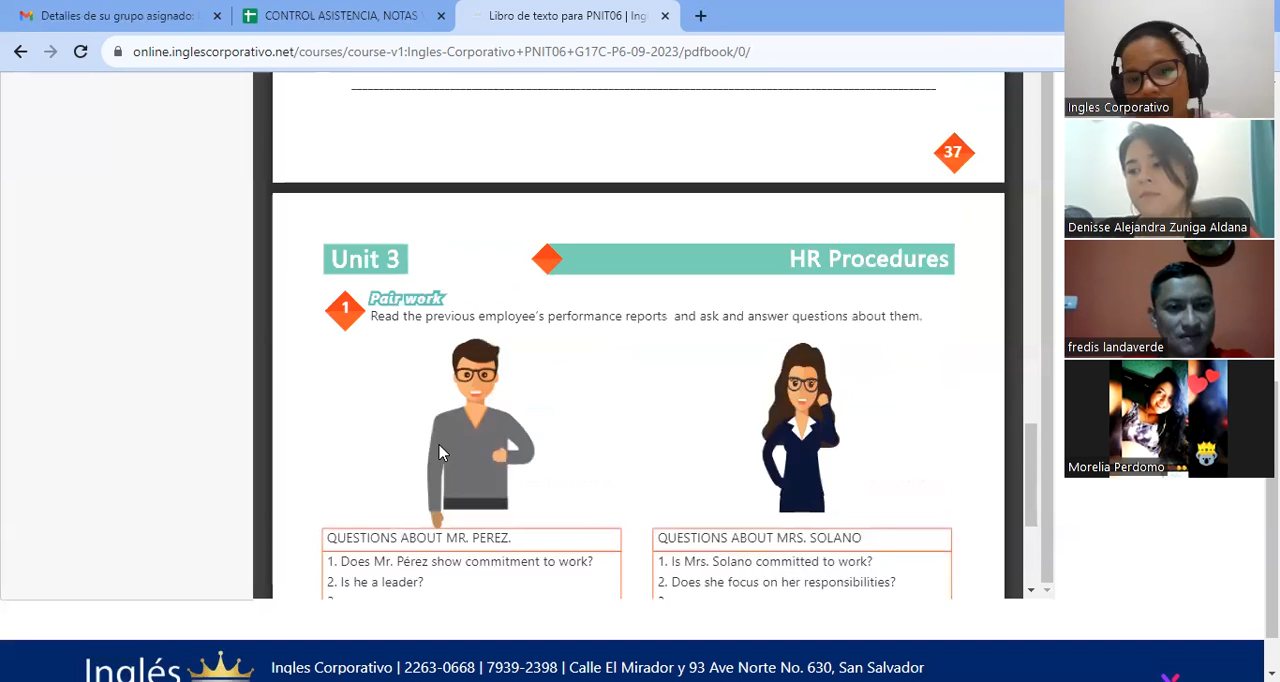 Detalles de su grupo asignado:
CONTROL ASISTENCIA, NOTAS
Libro de texto para PNIT06 | Ing
online.inglescorporativo.net/courses/course-v1:Ingles-Corporativo+PNIT06+G17C-P6-09-2023/pdfbook/0/
37
Unit 3
HR Procedures
1
Pair work
Read the previous employee's performance reports and ask and answer questions about them.
QUESTIONS ABOUT MR. PEREZ.
1. Does Mr. Pérez show commitment to work?
2. Is he a leader?
QUESTIONS ABOUT MRS. SOLANO
1. Is Mrs. Solano committed to work?
2. Does she focus on her responsibilities?
Ingles Corporativo
Denisse Alejandra Zuniga Aldana
fredis landaverde
Morelia Perdomo
Inglés
Ingles Corporativo | 2263-0668 | 7939-2398 | Calle El Mirador y 93 Ave Norte No. 630, San Salvador